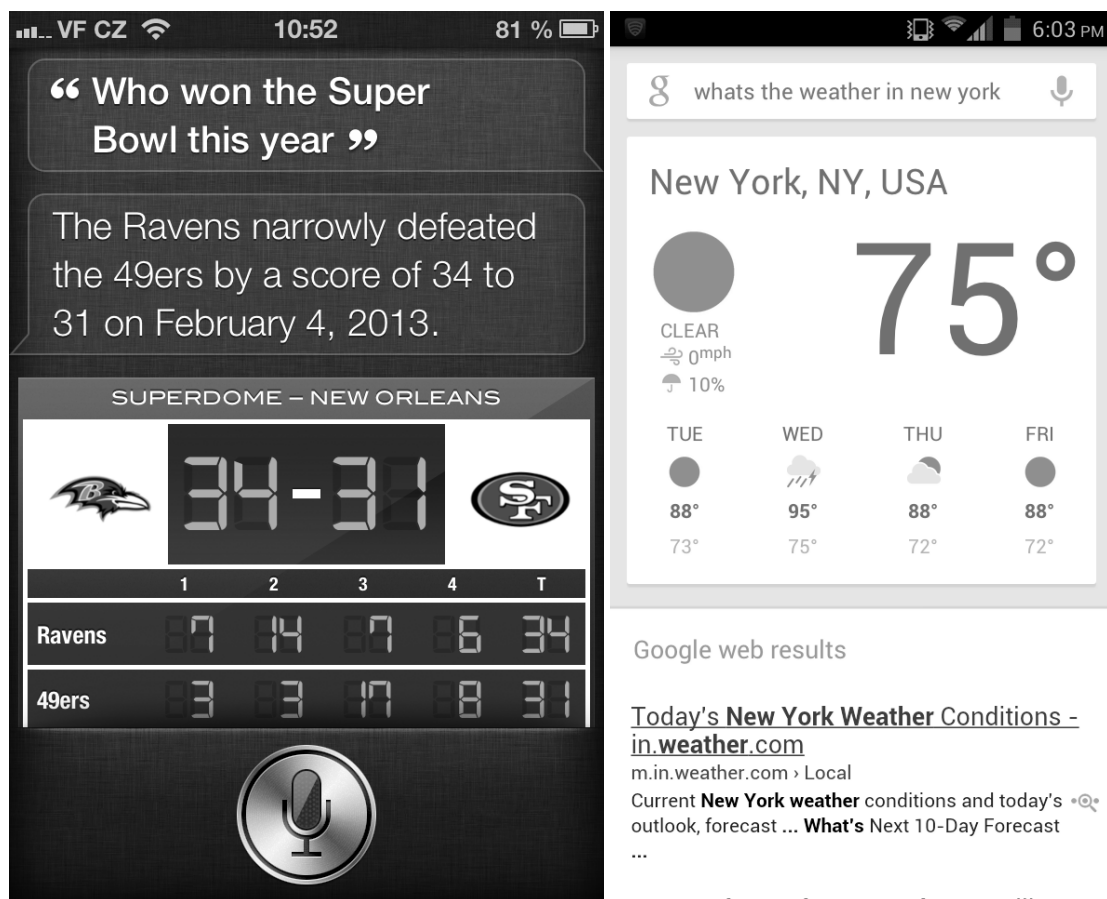 VF CZ 10:52 81 %
“ Who won the Super
Bowl this year ”
The Ravens narrowly defeated
the 49ers by a score of 34 to
31 on February 4, 2013.
SUPERDOME – NEW ORLEANS
B 34-31 SF
1 2 3 4 T
Ravens 7 14 7 6 34
49ers 3 3 17 8 31
6:03 PM
g whats the weather in new york
New York, NY, USA
75°
CLEAR
0mph
10%
TUE WED THU FRI
88° 95° 88° 88°
73° 75° 72° 72°
Google web results
Today's New York Weather Conditions -
in.weather.com
m.in.weather.com › Local
Current New York weather conditions and today's
outlook, forecast ... What's Next 10-Day Forecast
...